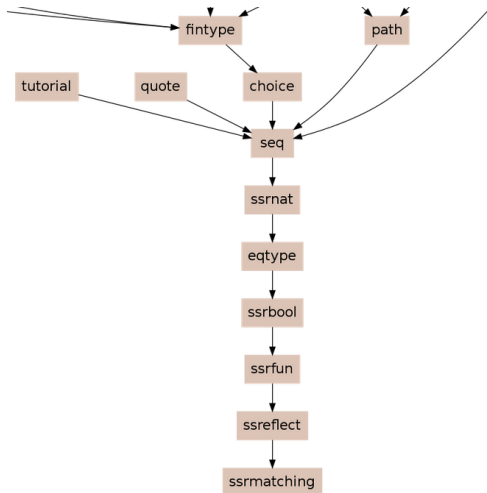 fintype
path
tutorial
quote
choice
seq
ssrnat
eqtype
ssrbool
ssrfun
ssreflect
ssrmatching